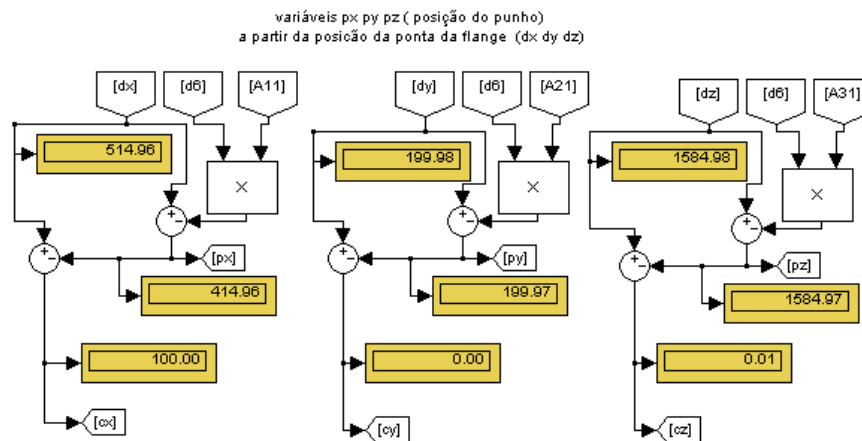 variáveis px py pz ( posição do punho)
a partir da posicão da ponta da flange (dx dy dz)
[dx] [d6] [A11] [dy] [d6] [A21] [dz] [d6] [A31]
514.96 199.98 1584.98
× × ×
+ − + − + −
+ − + − + −
[px] [py] [pz]
414.96 199.97 1584.97
100.00 0.00 0.01
[cx] [cy] [cz]